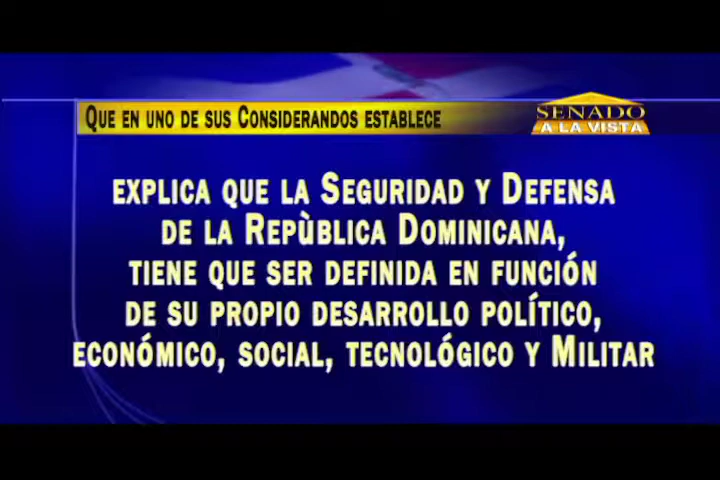 QUE EN UNO DE SUS CONSIDERANDOS ESTABLECE
SENADO
A LA VISTA
EXPLICA QUE LA SEGURIDAD Y DEFENSA
DE LA REPÙBLICA DOMINICANA,
TIENE QUE SER DEFINIDA EN FUNCIÓN
DE SU PROPIO DESARROLLO POLÍTICO,
ECONÓMICO, SOCIAL, TECNOLÓGICO Y MILITAR